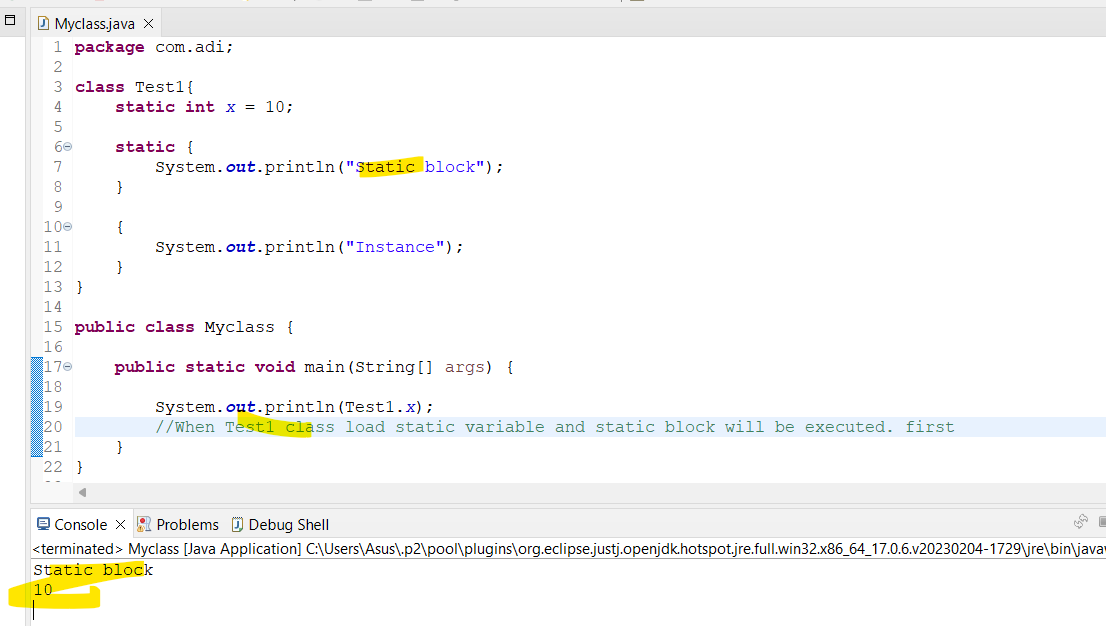 Myclass.java
1 package com.adi;
2
3 class Test1{
4     static int x = 10;
5
6     static {
7         System.out.println("Static block");
8     }
9
10     {
11         System.out.println("Instance");
12     }
13 }
14
15 public class Myclass {
16
17     public static void main(String[] args) {
18
19         System.out.println(Test1.x);
20         //When Test1 class load static variable and static block will be executed. first
21     }
22 }
Console Problems Debug Shell
<terminated> Myclass [Java Application] C:\Users\Asus\.p2\pool\plugins\org.eclipse.justj.openjdk.hotspot.jre.full.win32.x86_64_17.0.6.v20230204-1729\jre\bin\javaw
Static block
10